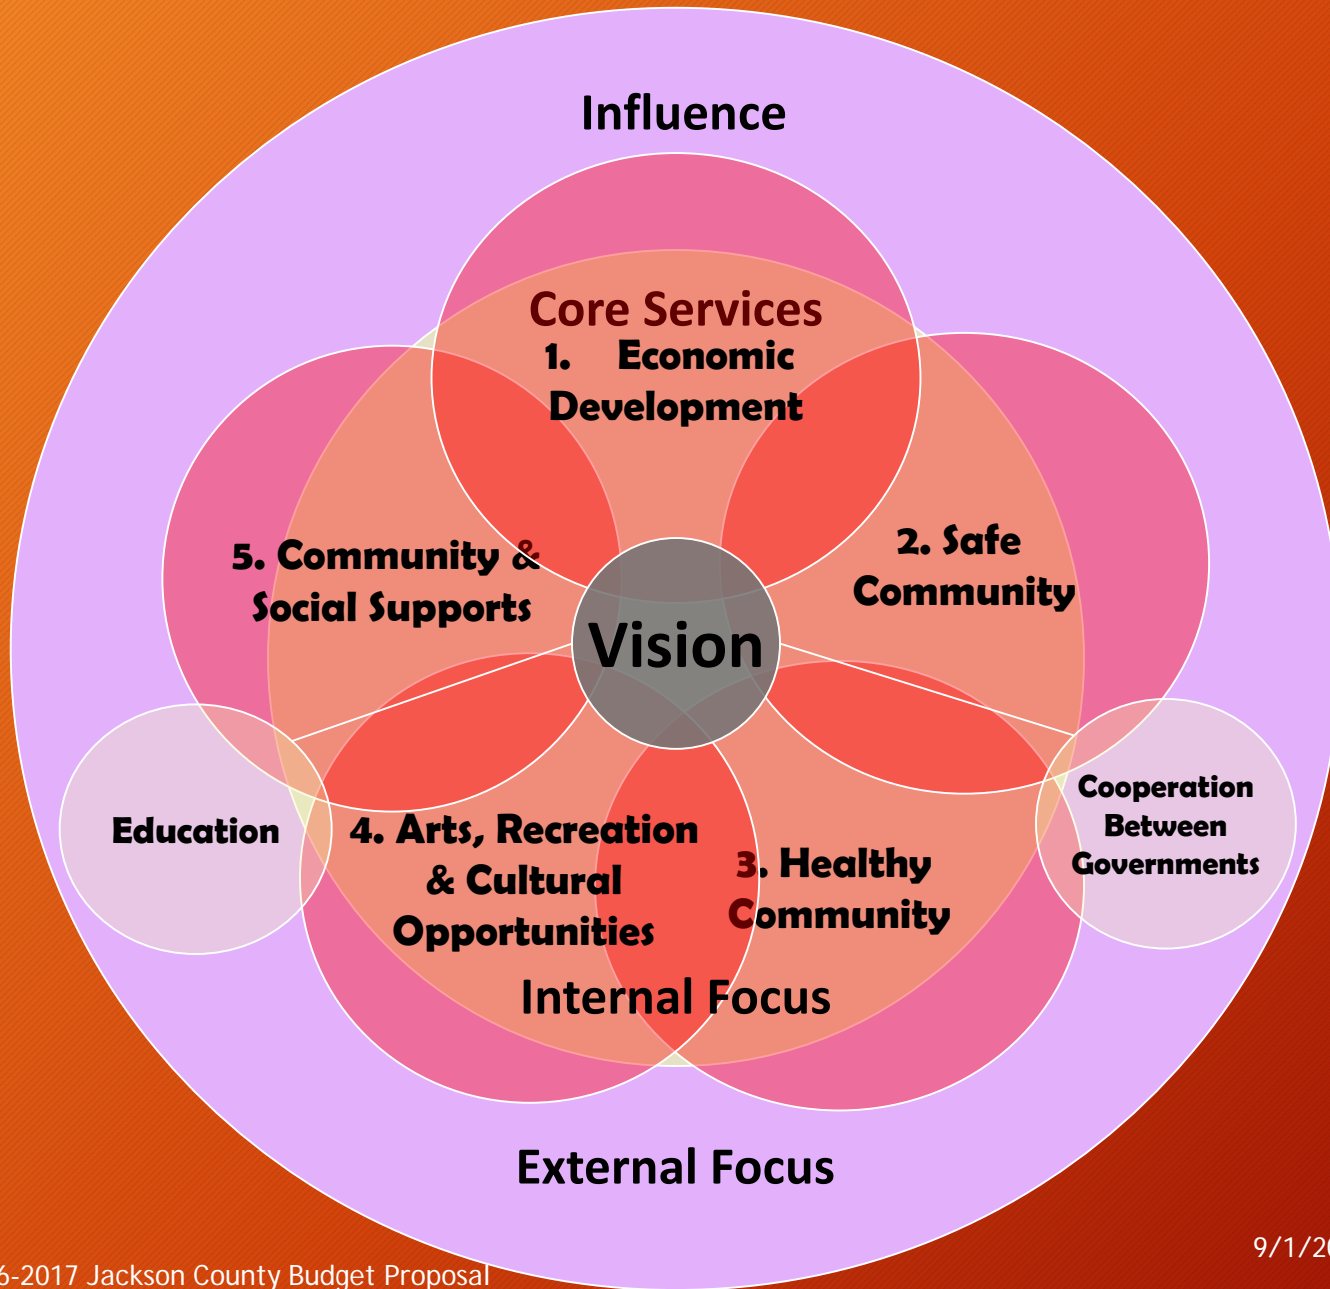 Influence
Core Services
1. Economic
Development
2. Safe
Community
5. Community &
Social Supports
Vision
Education
4. Arts, Recreation
& Cultural
Opportunities
3. Healthy
Community
Cooperation
Between
Governments
Internal Focus
External Focus
6-2017 Jackson County Budget Proposal
9/1/20